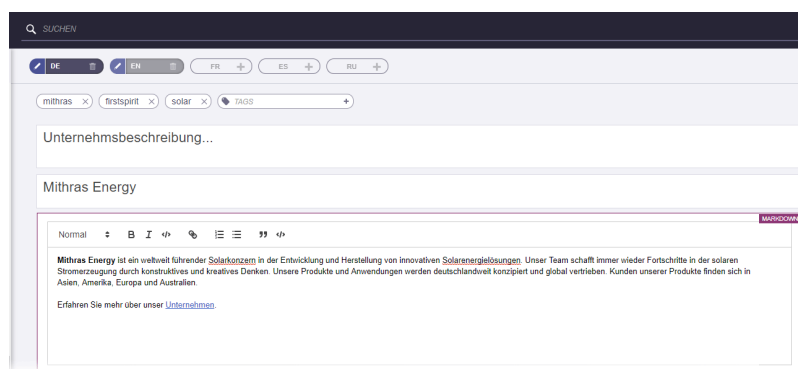 SUCHEN
DE EN FR + ES + RU +
mithras × firstspirit × solar × TAGS +
Unternehmsbeschreibung...
Mithras Energy
MARKDOWN
Normal B I </> </>
Mithras Energy ist ein weltweit führender Solarkonzern in der Entwicklung und Herstellung von innovativen Solarenergielösungen. Unser Team schafft immer wieder Fortschritte in der solaren
Stromerzeugung durch konstruktives und kreatives Denken. Unsere Produkte und Anwendungen werden deutschlandweit konzipiert und global vertrieben. Kunden unserer Produkte finden sich in
Asien, Amerika, Europa und Australien.
Erfahren Sie mehr über unser Unternehmen.